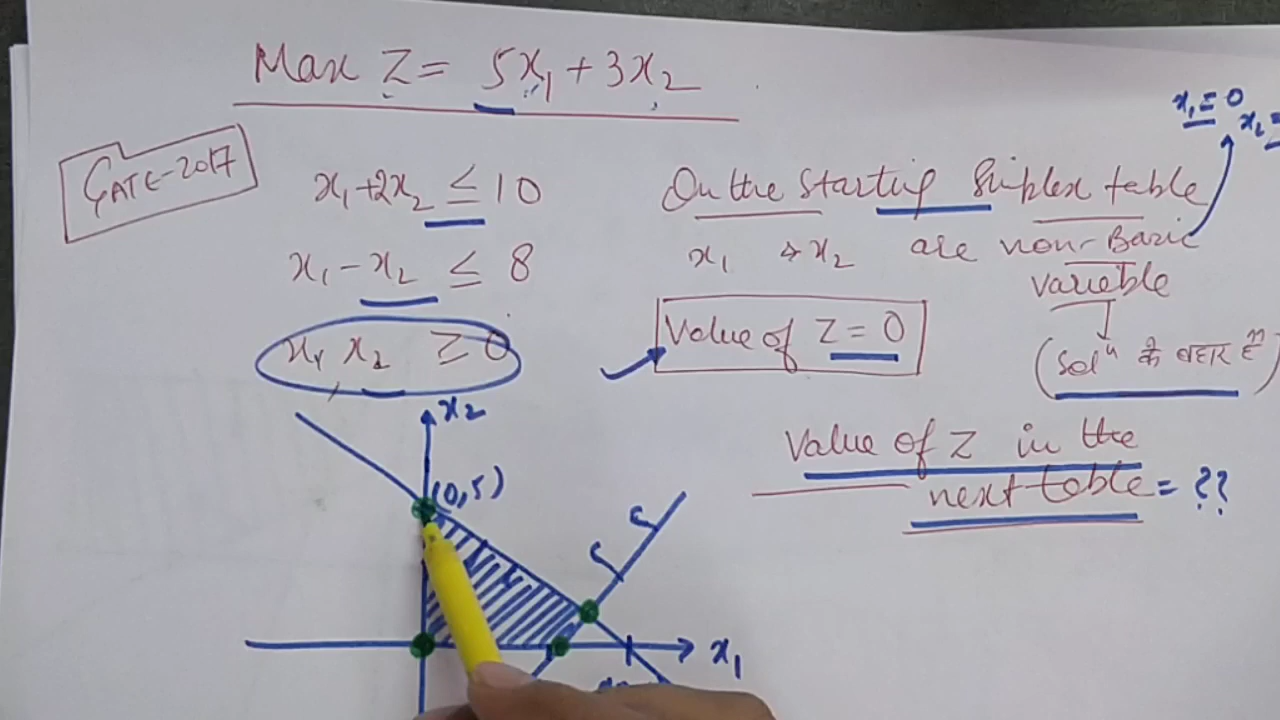 Max Z = 5x₁ + 3x₂
GATE-2017
x₁+2x₂ ≤ 10
x₁ - x₂ ≤ 8
x₁, x₂ ≥ 0
x₁ = 0
x₂ =
On the starting Simplex table
x₁ & x₂ are non-Basic
variable
(Solⁿ के बाहर हैं)
Value of Z = 0
Value of Z in the
next table = ??
x₂
(0,5)
x₁